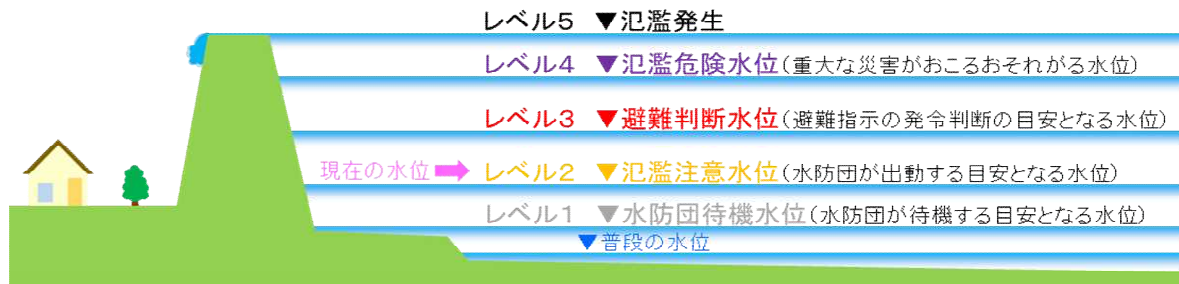 レベル5 ▼氾濫発生
レベル4 ▼氾濫危険水位(重大な災害がおこるおそれがる水位)
レベル3 ▼避難判断水位(避難指示の発令判断の目安となる水位)
現在の水位 レベル2 ▼氾濫注意水位(水防団が出動する目安となる水位)
レベル1 ▼水防団待機水位(水防団が待機する目安となる水位)
▼普段の水位